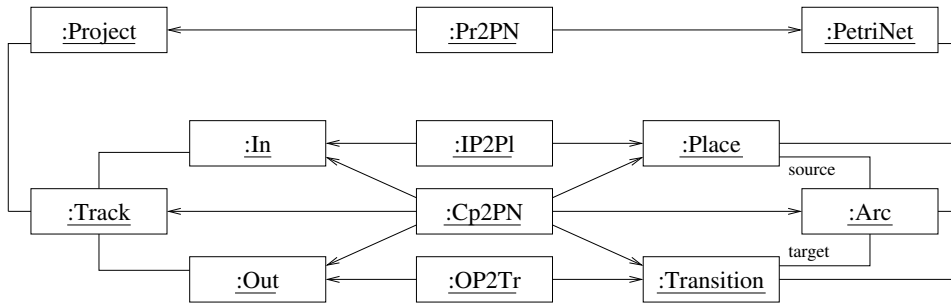 :Project :Pr2PN :PetriNet
:In :IP2Pl :Place
source
:Track :Cp2PN :Arc
target
:Out :OP2Tr :Transition